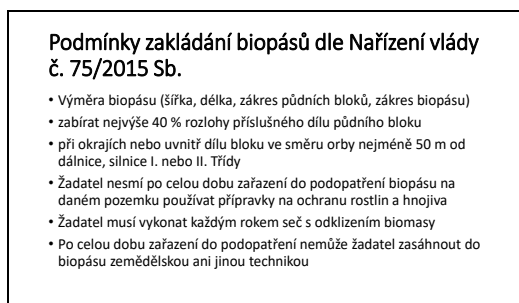 Podmínky zakládání biopásů dle Nařízení vlády
č. 75/2015 Sb.
• Výměra biopásu (šířka, délka, zákres půdních bloků, zákres biopásu)
• zabírat nejvýše 40 % rozlohy příslušného dílu půdního bloku
• při okrajích nebo uvnitř dílu bloku ve směru orby nejméně 50 m od
dálnice, silnice I. nebo II. Třídy
• Žadatel nesmí po celou dobu zařazení do podopatření biopásu na
daném pozemku používat přípravky na ochranu rostlin a hnojiva
• Žadatel musí vykonat každým rokem seč s odklizením biomasy
• Po celou dobu zařazení do podopatření nemůže žadatel zasáhnout do
biopásu zemědělskou ani jinou technikou